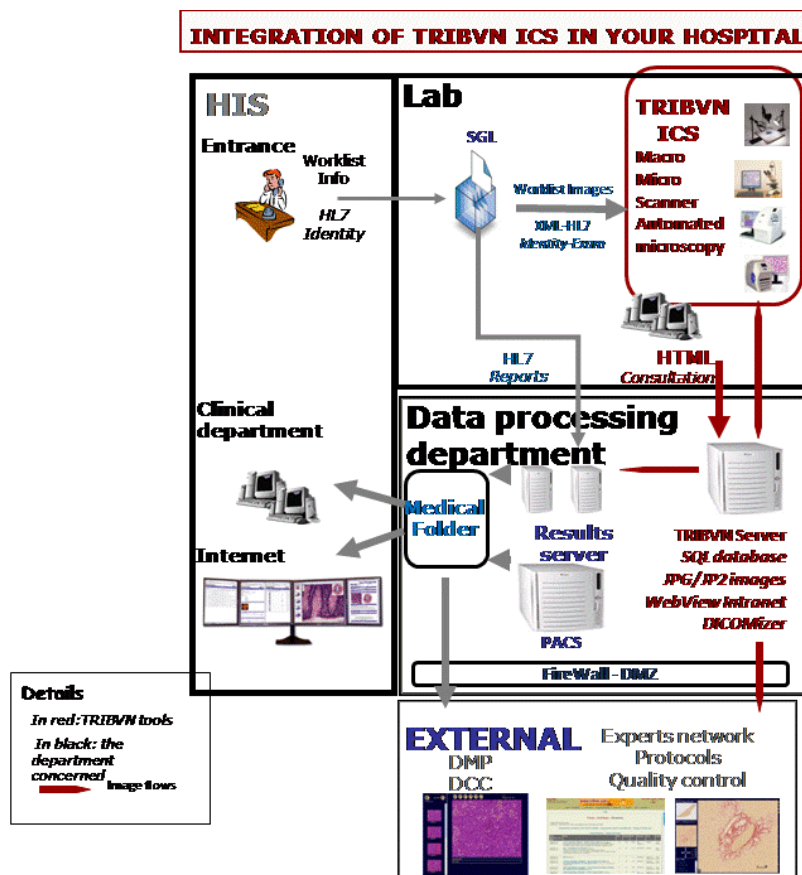 INTEGRATION OF TRIBVN ICS IN YOUR HOSPITAL
HIS
Entrance
Worklist
Info
HL7
Identity
Lab
SGL
Worklist Images
XML-HL7
Identity-Exam
TRIBVN
ICS
Macro
Micro
Scanner
Automated
microscopy
HL7
Reports
HTML
Consultation
Clinical
department
Internet
Data processing
department
Medical
Folder
Results
server
PACS
TRIBVN Server
SQL database
JPG/JP2 images
WebView Intranet
DICOMizer
FireWall - DMZ
Details
In red:TRIBVN tools
In black: the
department
concerned
Image flows
EXTERNAL
DMP
DCC
Experts network
Protocols
Quality control